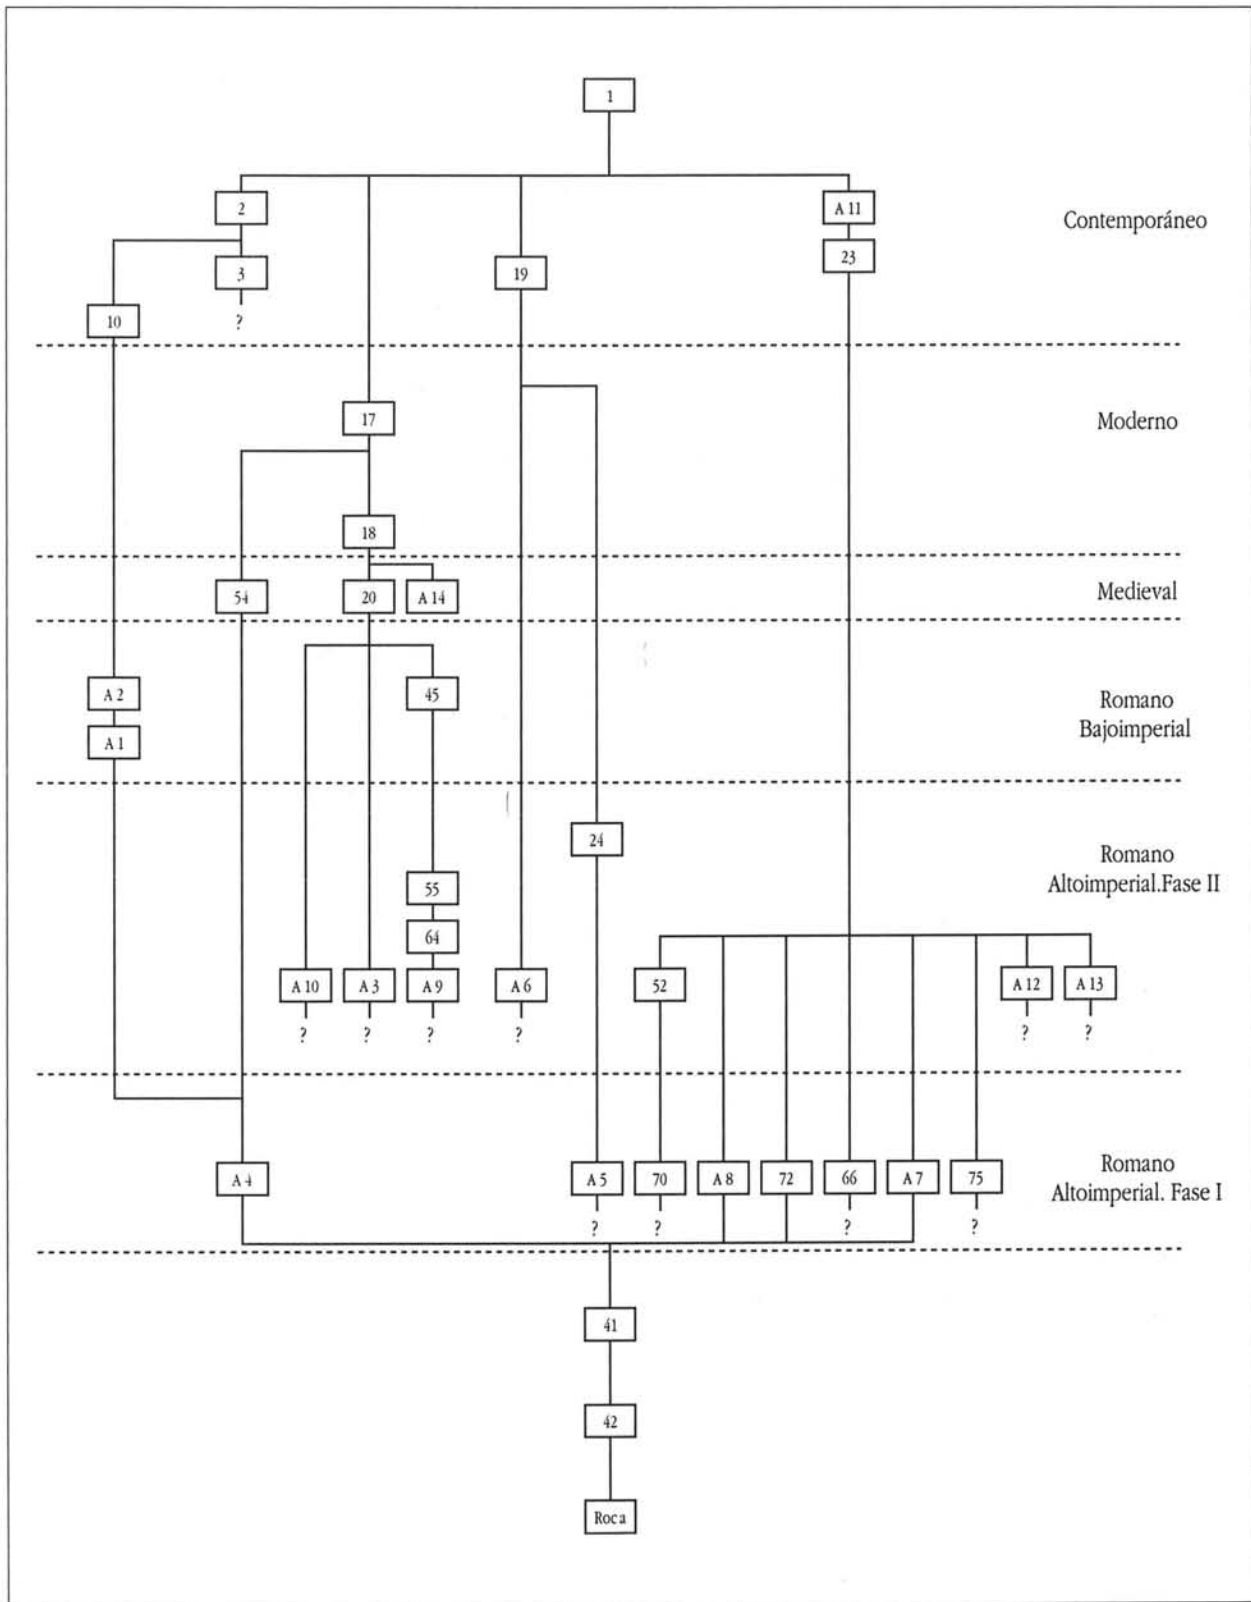 1
2
A 11
Contemporáneo
3
19
23
10
?
17
Moderno
18
54
20
A 14
Medieval
A 2
45
Romano
Bajoimperial
A 1
24
Romano
Altoimperial.Fase II
55
64
A 10
A 3
A 9
A 6
52
A 12
A 13
?
?
?
?
?
?
A 4
A 5
70
A 8
72
66
A 7
75
Romano
Altoimperial. Fase I
?
?
?
?
41
42
Roca